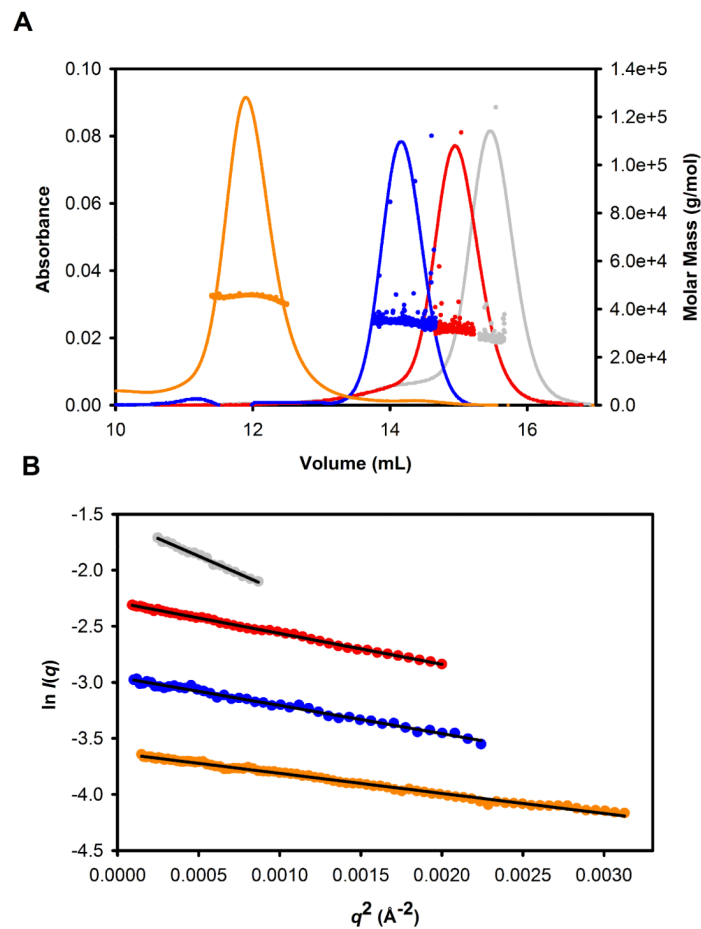 A
0.10
0.08
0.06
0.04
0.02
0.00
Absorbance
1.4e+5
1.2e+5
1.0e+5
8.0e+4
6.0e+4
4.0e+4
2.0e+4
0.0
Molar Mass (g/mol)
10 12 14 16
Volume (mL)
B
-1.5
-2.0
-2.5
-3.0
-3.5
-4.0
-4.5
ln I(q)
0.0000 0.0005 0.0010 0.0015 0.0020 0.0025 0.0030
q² (Å⁻²)